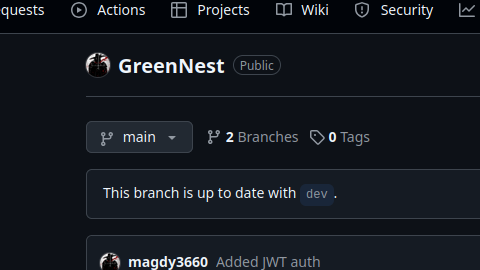 quests Actions Projects Wiki Security
GreenNest Public
main 2 Branches 0 Tags
This branch is up to date with dev.
magdy3660 Added JWT auth